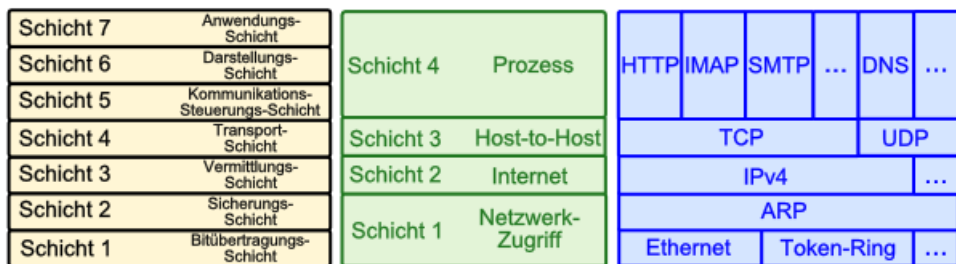 Schicht 7
Anwendungs-
Schicht
Schicht 6
Darstellungs-
Schicht
Schicht 5
Kommunikations-
Steuerungs-Schicht
Schicht 4
Transport-
Schicht
Schicht 3
Vermittlungs-
Schicht
Schicht 2
Sicherungs-
Schicht
Schicht 1
Bitübertragungs-
Schicht
Schicht 4 Prozess
Schicht 3 Host-to-Host
Schicht 2 Internet
Schicht 1
Netzwerk-
Zugriff
HTTP IMAP SMTP ... DNS ...
TCP UDP
IPv4 ...
ARP
Ethernet Token-Ring ...